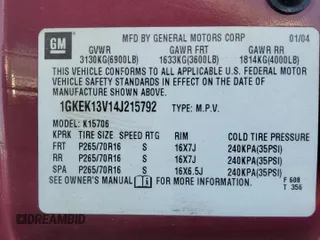 GM
MFD BY GENERAL MOTORS CORP 01/04
GVWR GAWR FRT GAWR RR
3130KG(6900LB) 1633KG(3600LB) 1814KG(4000LB)
THIS VEHICLE CONFORMS TO ALL APPLICABLE U.S. FEDERAL MOTOR
VEHICLE SAFETY STANDARDS IN EFFECT ON THE DATE OF
MANUFACTURE SHOWN ABOVE.
1GKEK13V14J215792 TYPE: M.P.V.
MODEL: K15706
KPRK TIRE SIZE SPEED RTG RIM COLD TIRE PRESSURE
FRT P265/70R16 S 16X7J 240KPA(35PSI)
RR P265/70R16 S 16X7J 240KPA(35PSI)
SPA P265/70R16 S 16X6.5J 240KPA(35PSI)
SEE OWNER'S MANUAL FOR ADDITIONAL INFORMATION
F 608
T 356
DREAMBID